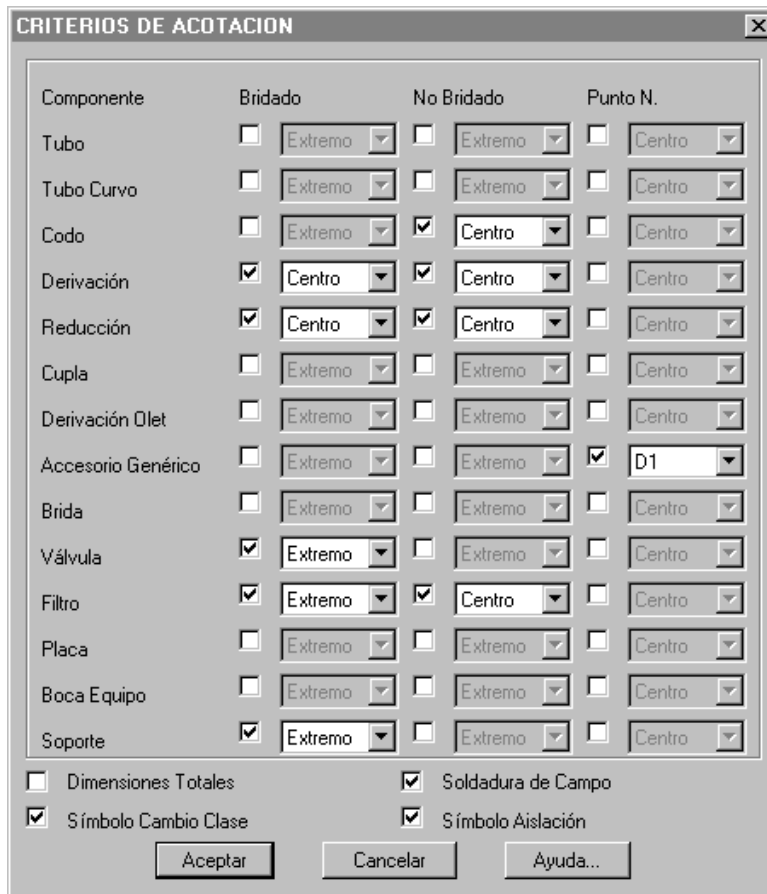 CRITERIOS DE ACOTACION
Componente Bridado No Bridado Punto N.
Tubo Extremo Extremo Centro
Tubo Curvo Extremo Extremo Centro
Codo Extremo Centro Centro
Derivación Centro Centro Centro
Reducción Centro Centro Centro
Cupla Extremo Extremo Centro
Derivación Olet Extremo Extremo Centro
Accesorio Genérico Extremo Extremo D1
Brida Extremo Extremo Centro
Válvula Extremo Extremo Centro
Filtro Extremo Centro Centro
Placa Extremo Extremo Centro
Boca Equipo Extremo Extremo Centro
Soporte Extremo Extremo Centro
Dimensiones Totales Soldadura de Campo
Símbolo Cambio Clase Símbolo Aislación
Aceptar Cancelar Ayuda...